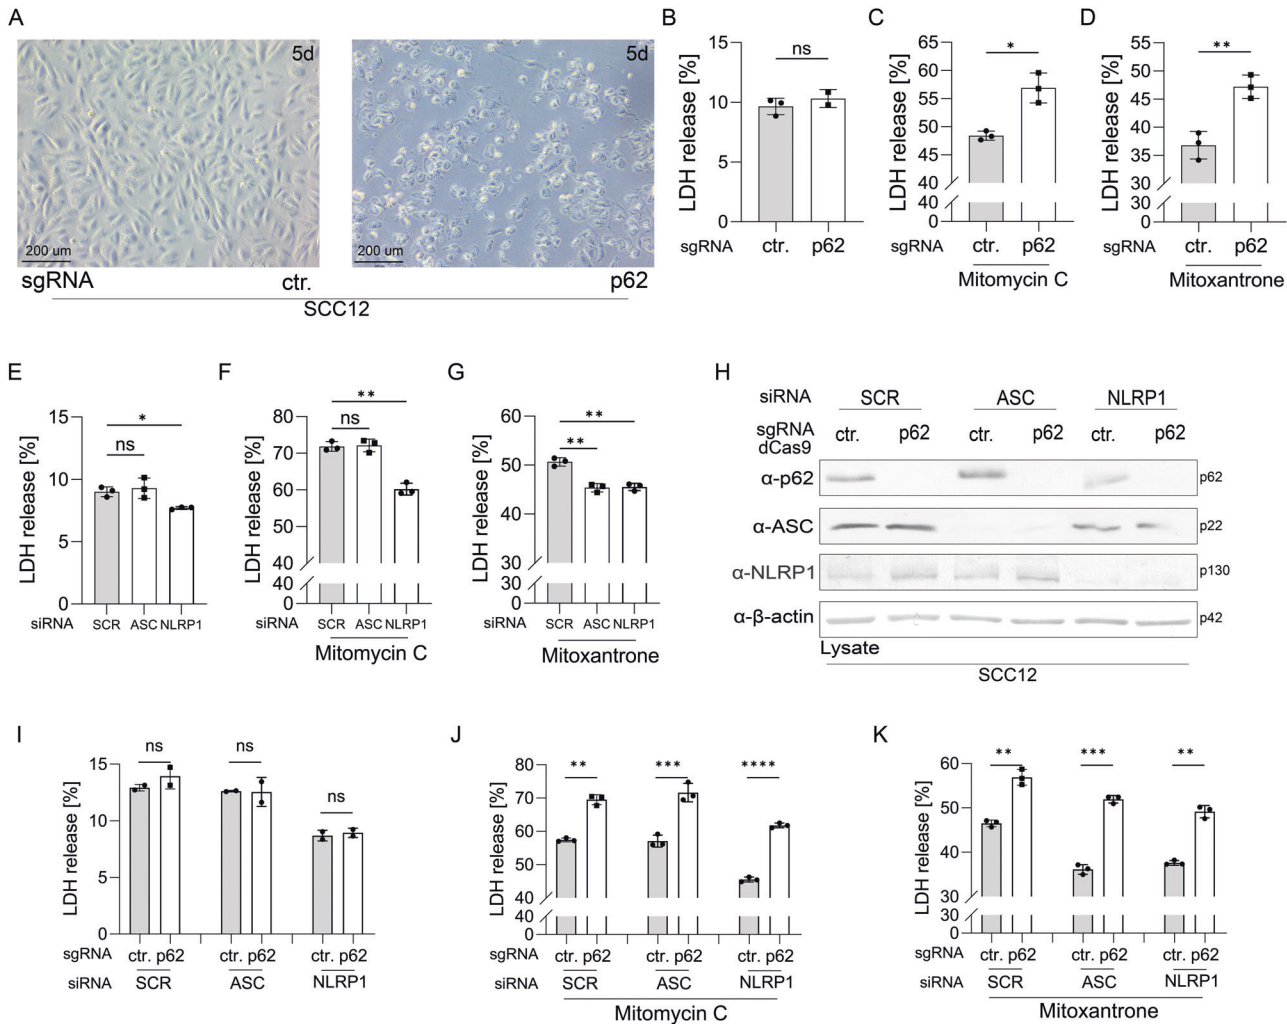 A
5d
5d
200 um
200 um
sgRNA ctr. p62
SCC12
B
LDH release [%]
15
10
5
0
ns
sgRNA ctr. p62
C
LDH release [%]
65
60
55
50
45
40
0
*
sgRNA ctr. p62
Mitomycin C
D
LDH release [%]
55
50
45
40
35
30
30
0
**
sgRNA ctr. p62
Mitoxantrone
E
LDH release [%]
15
10
5
0
*
ns
siRNA SCR ASC NLRP1
F
LDH release [%]
80
70
60
50
40
30
0
**
ns
siRNA SCR ASC NLRP1
Mitomycin C
G
LDH release [%]
60
50
40
30
30
0
**
**
siRNA SCR ASC NLRP1
Mitoxantrone
H
siRNA SCR ASC NLRP1
sgRNA ctr. p62 ctr. p62 ctr. p62
dCas9
α-p62 p62
α-ASC p22
α-NLRP1 p130
α-β-actin p42
Lysate
SCC12
I
LDH release [%]
15
10
5
0
ns ns ns
sgRNA ctr. p62 ctr. p62 ctr. p62
siRNA SCR ASC NLRP1
J
LDH release [%]
80
70
60
50
40
40
0
** *** ****
sgRNA ctr. p62 ctr. p62 ctr. p62
siRNA SCR ASC NLRP1
Mitomycin C
K
LDH release [%]
60
50
40
30
30
0
** *** **
sgRNA ctr. p62 ctr. p62 ctr. p62
siRNA SCR ASC NLRP1
Mitoxantrone